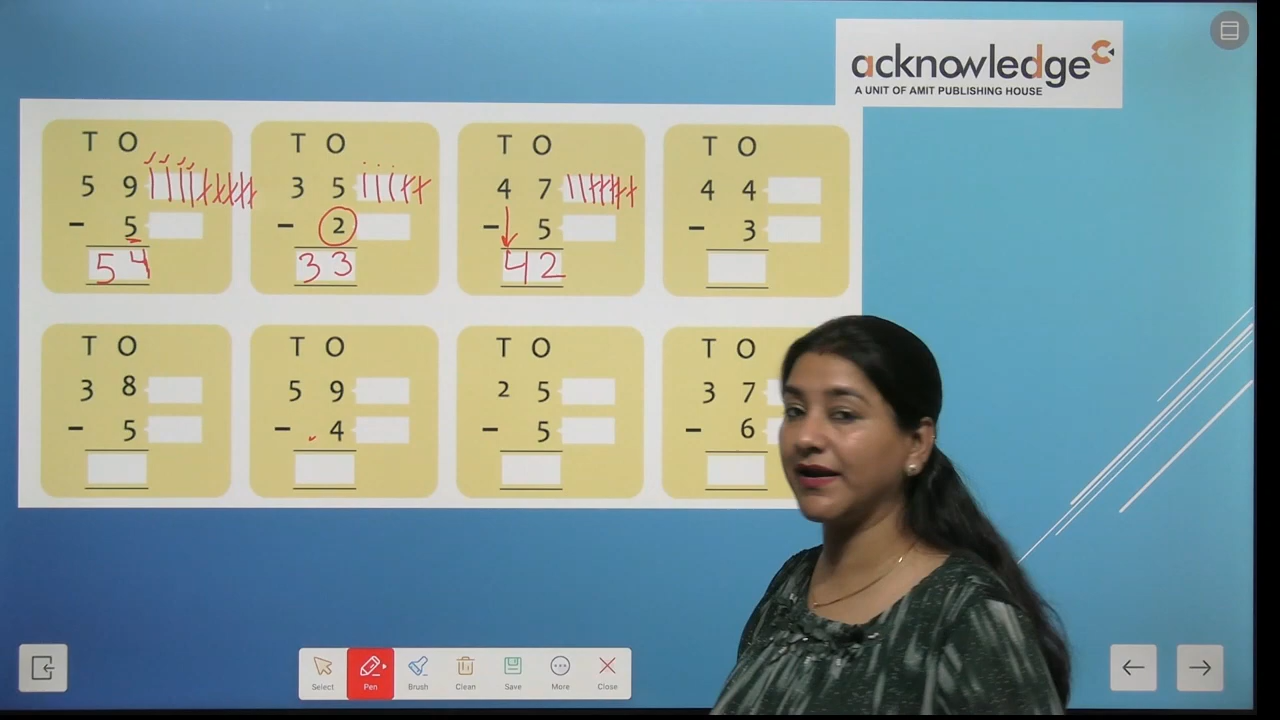 acknowledge
A UNIT OF AMIT PUBLISHING HOUSE
T O
5 9
- 5
5 4
T O
3 5
- 2
3 3
T O
4 7
- 5
4 2
T O
4 4
- 3
T O
3 8
- 5
T O
5 9
- 4
T O
2 5
- 5
T O
3 7
- 6
Select Pen Brush Clean Save More Close